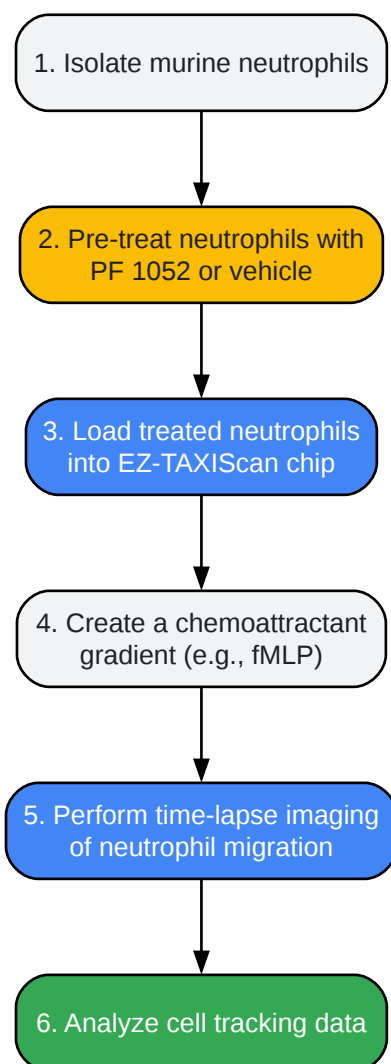 1. Isolate murine neutrophils
2. Pre-treat neutrophils with
PF 1052 or vehicle
3. Load treated neutrophils
into EZ-TAXIScan chip
4. Create a chemoattractant
gradient (e.g., fMLP)
5. Perform time-lapse imaging
of neutrophil migration
6. Analyze cell tracking data